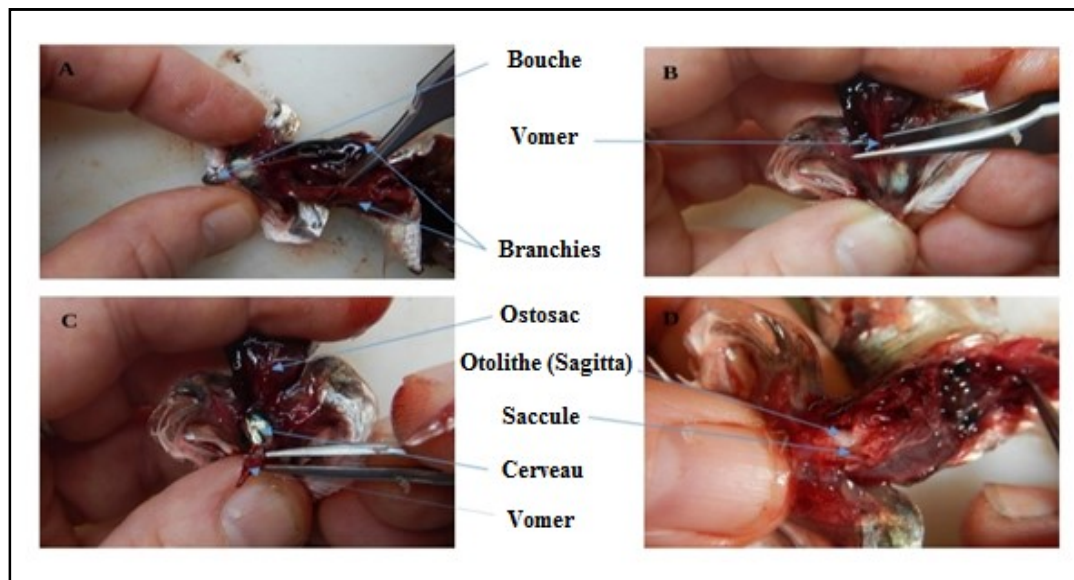 A
B
Bouche
Vomer
Branchies
C
D
Ostosac
Otolithe (Sagitta)
Saccule
Cerveau
Vomer